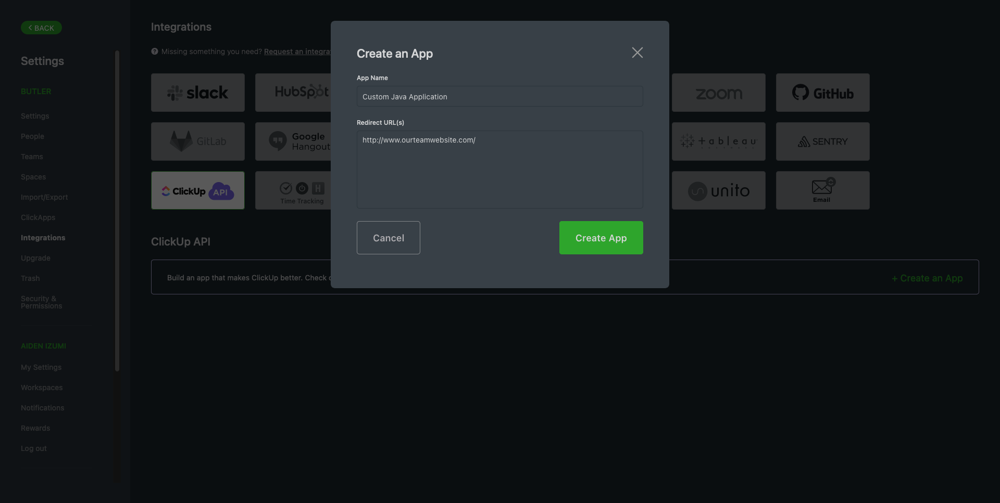 BACK
Settings
BUTLER
Settings
People
Teams
Spaces
Import/Export
ClickApps
Integrations
Upgrade
Trash
Security &
Permissions
AIDEN IZUMI
My Settings
Workspaces
Notifications
Rewards
Log out
Integrations
Missing something you need? Request an integrat
slack
HubSpot
zoom
GitHub
GitLab
Google
Hangout
+ableau
SENTRY
ClickUp API
H
Time Tracking
unito
Email
ClickUp API
Build an app that makes ClickUp better. Check
+ Create an App
Create an App
App Name
Custom Java Application
Redirect URL(s)
http://www.ourteamwebsite.com/
Cancel
Create App